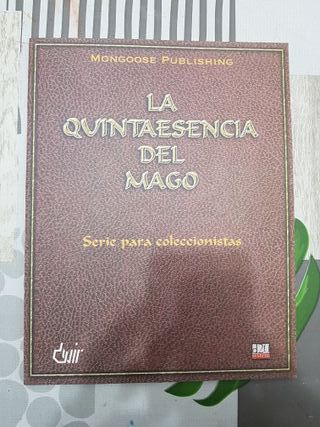 MONGOOSE PUBLISHING
LA
QUINTAESENCIA
DEL
MAGO
Serie para coleccionistas